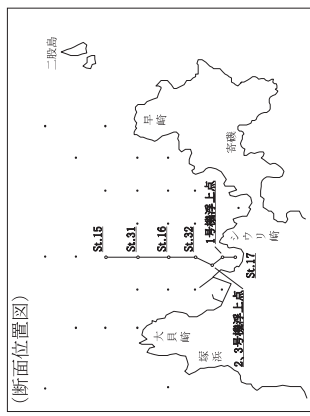 (断面位置図)
二股島
早崎
寄磯
St.15
St.31
St.16
St.32
1号機浮上点
シウリ崎
St.17
2、3号機浮上点
大貝崎
塚浜